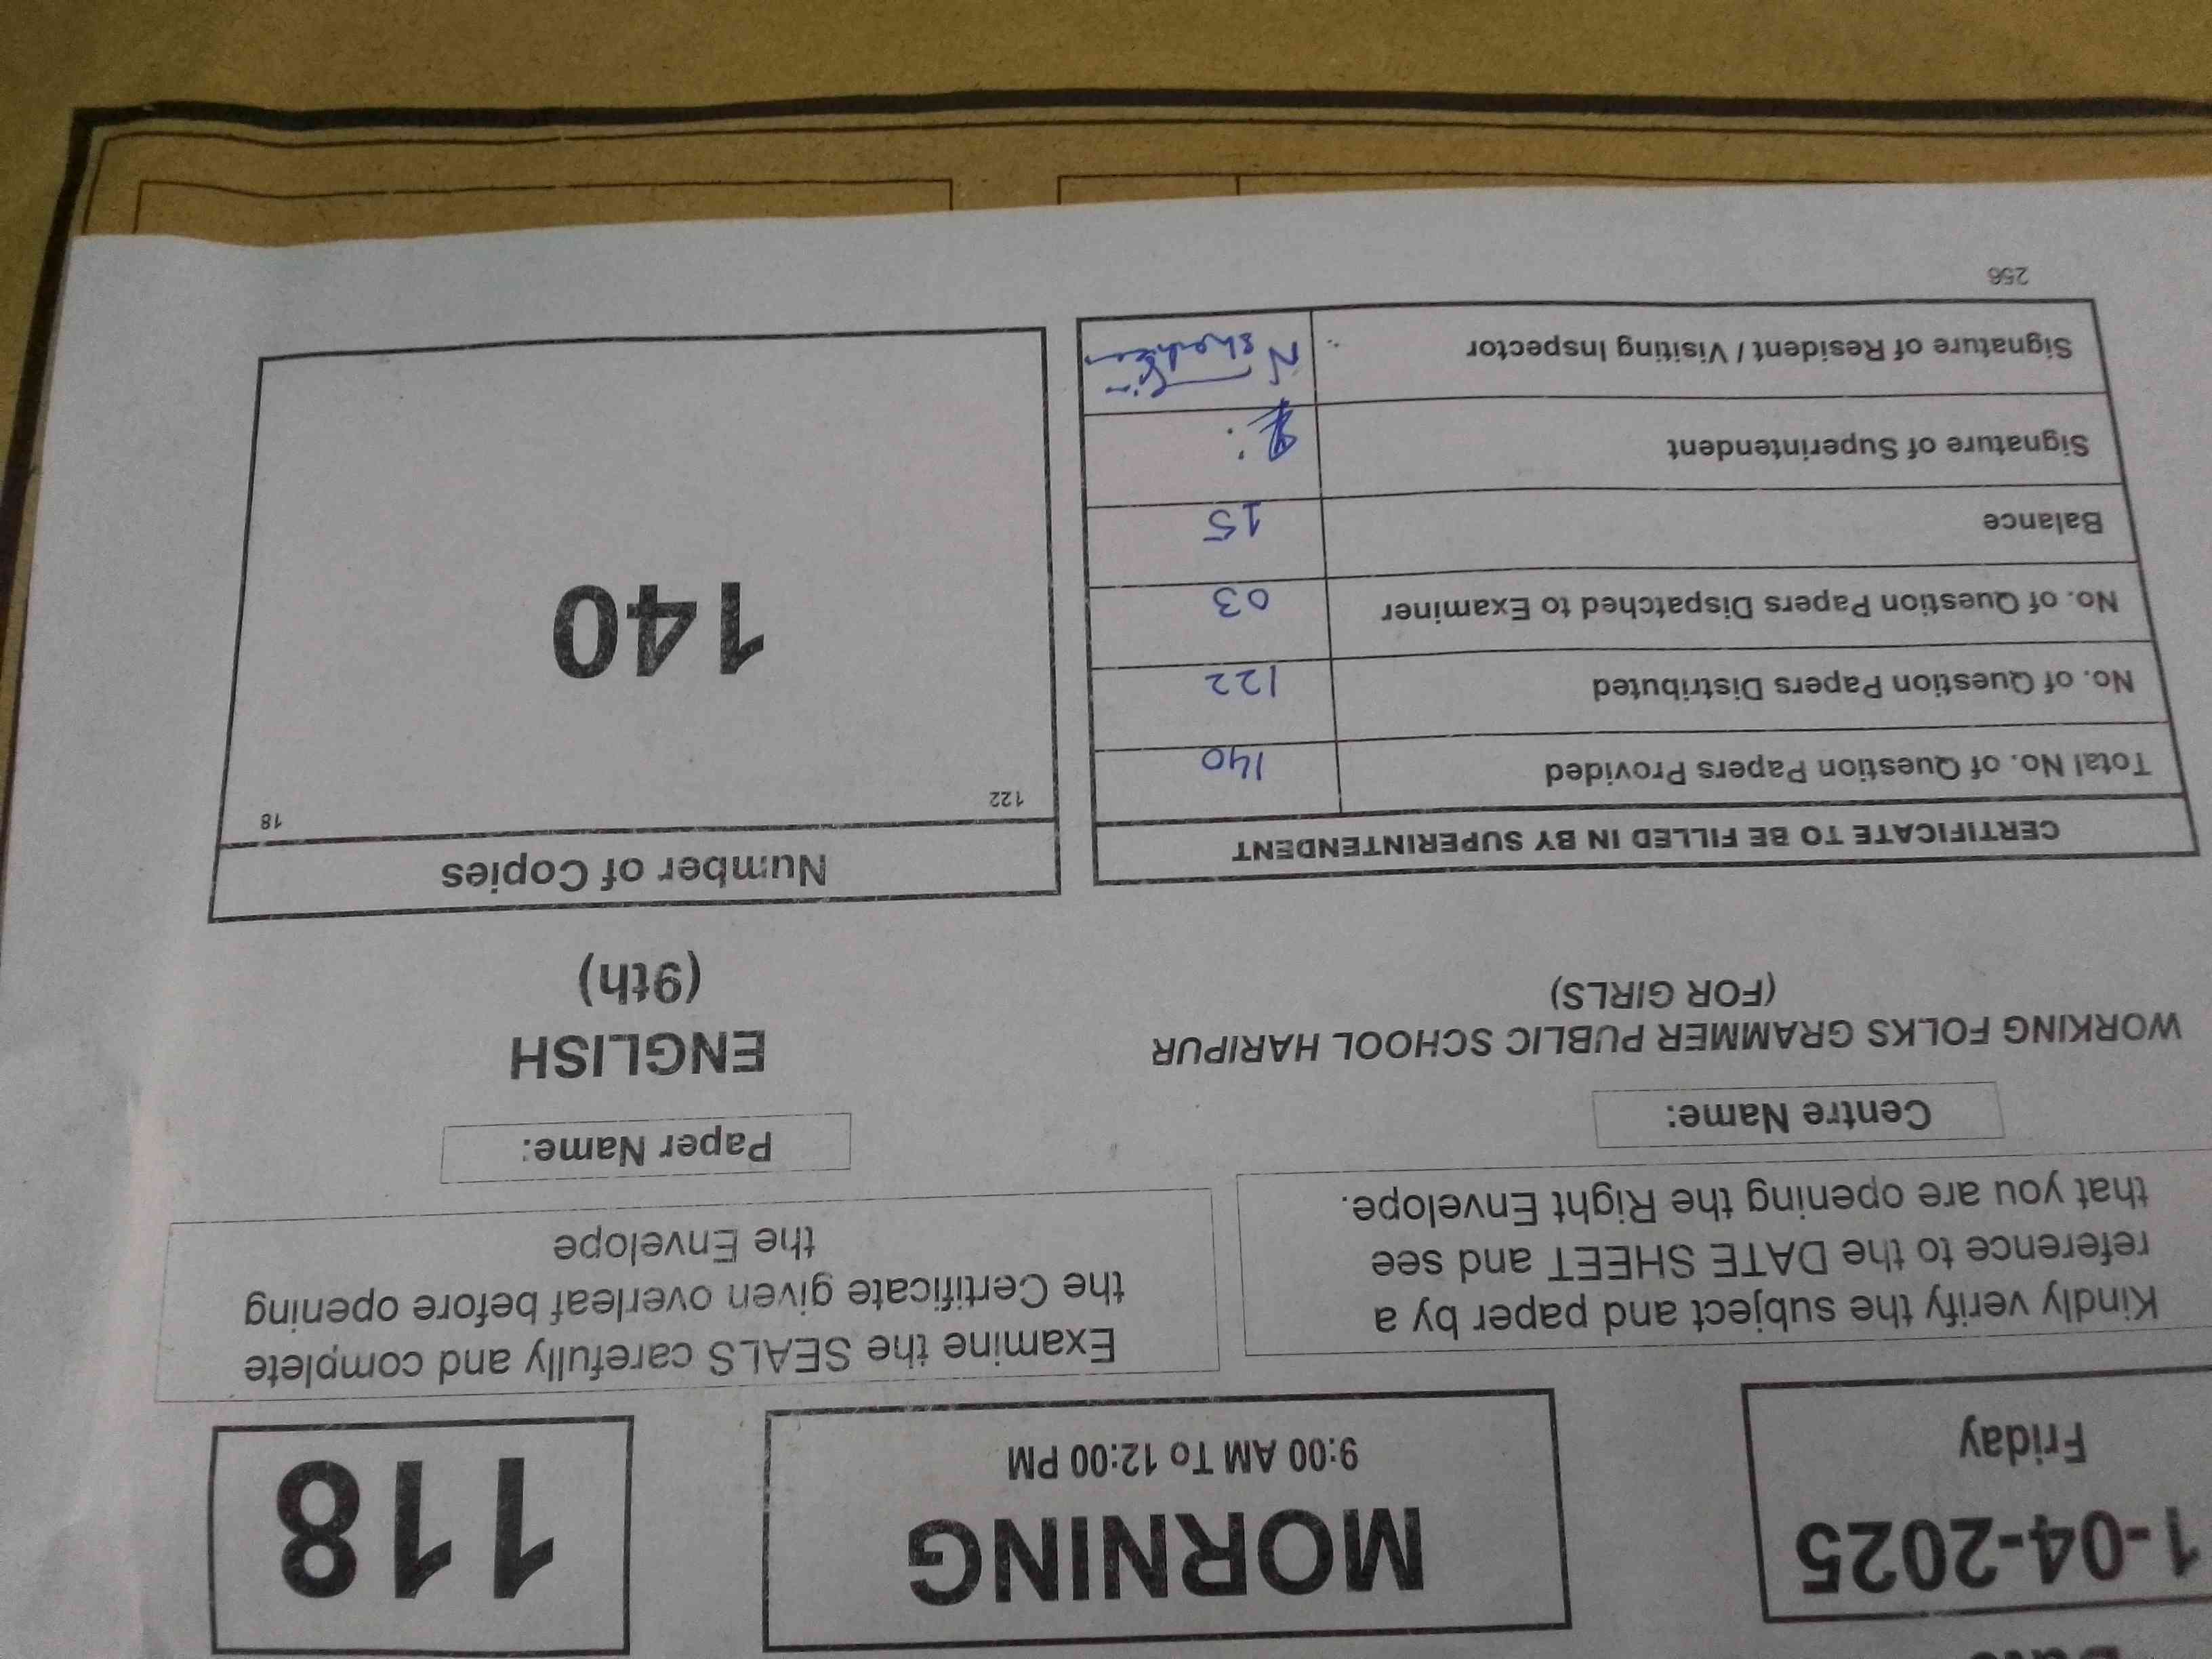 1-04-2025
Friday
MORNING
9:00 AM To 12:00 PM
118
Kindly verify the subject and paper by a
reference to the DATE SHEET and see
that you are opening the Right Envelope.
Examine the SEALS carefully and complete
the Certificate given overleaf before opening
the Envelope
Centre Name:
WORKING FOLKS GRAMMER PUBLIC SCHOOL HARIPUR
(FOR GIRLS)
Paper Name:
ENGLISH
(9th)
CERTIFICATE TO BE FILLED IN BY SUPERINTENDENT
Total No. of Question Papers Provided 140
No. of Question Papers Distributed 122
No. of Question Papers Dispatched to Examiner 03
Balance 15
Signature of Superintendent
Signature of Resident / Visiting Inspector
256
Number of Copies
122 18
140